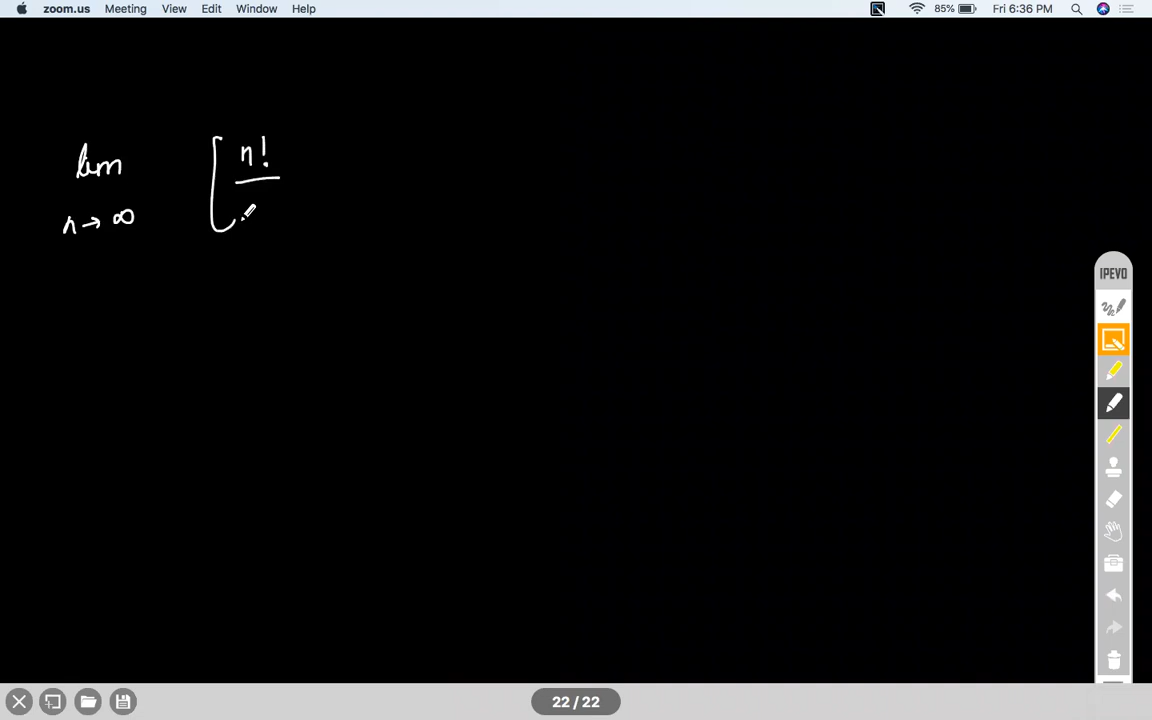 zoom.us Meeting View Edit Window Help 85% Fri 6:36 PM
lim [ n!
n → ∞
IPEVO
22 / 22